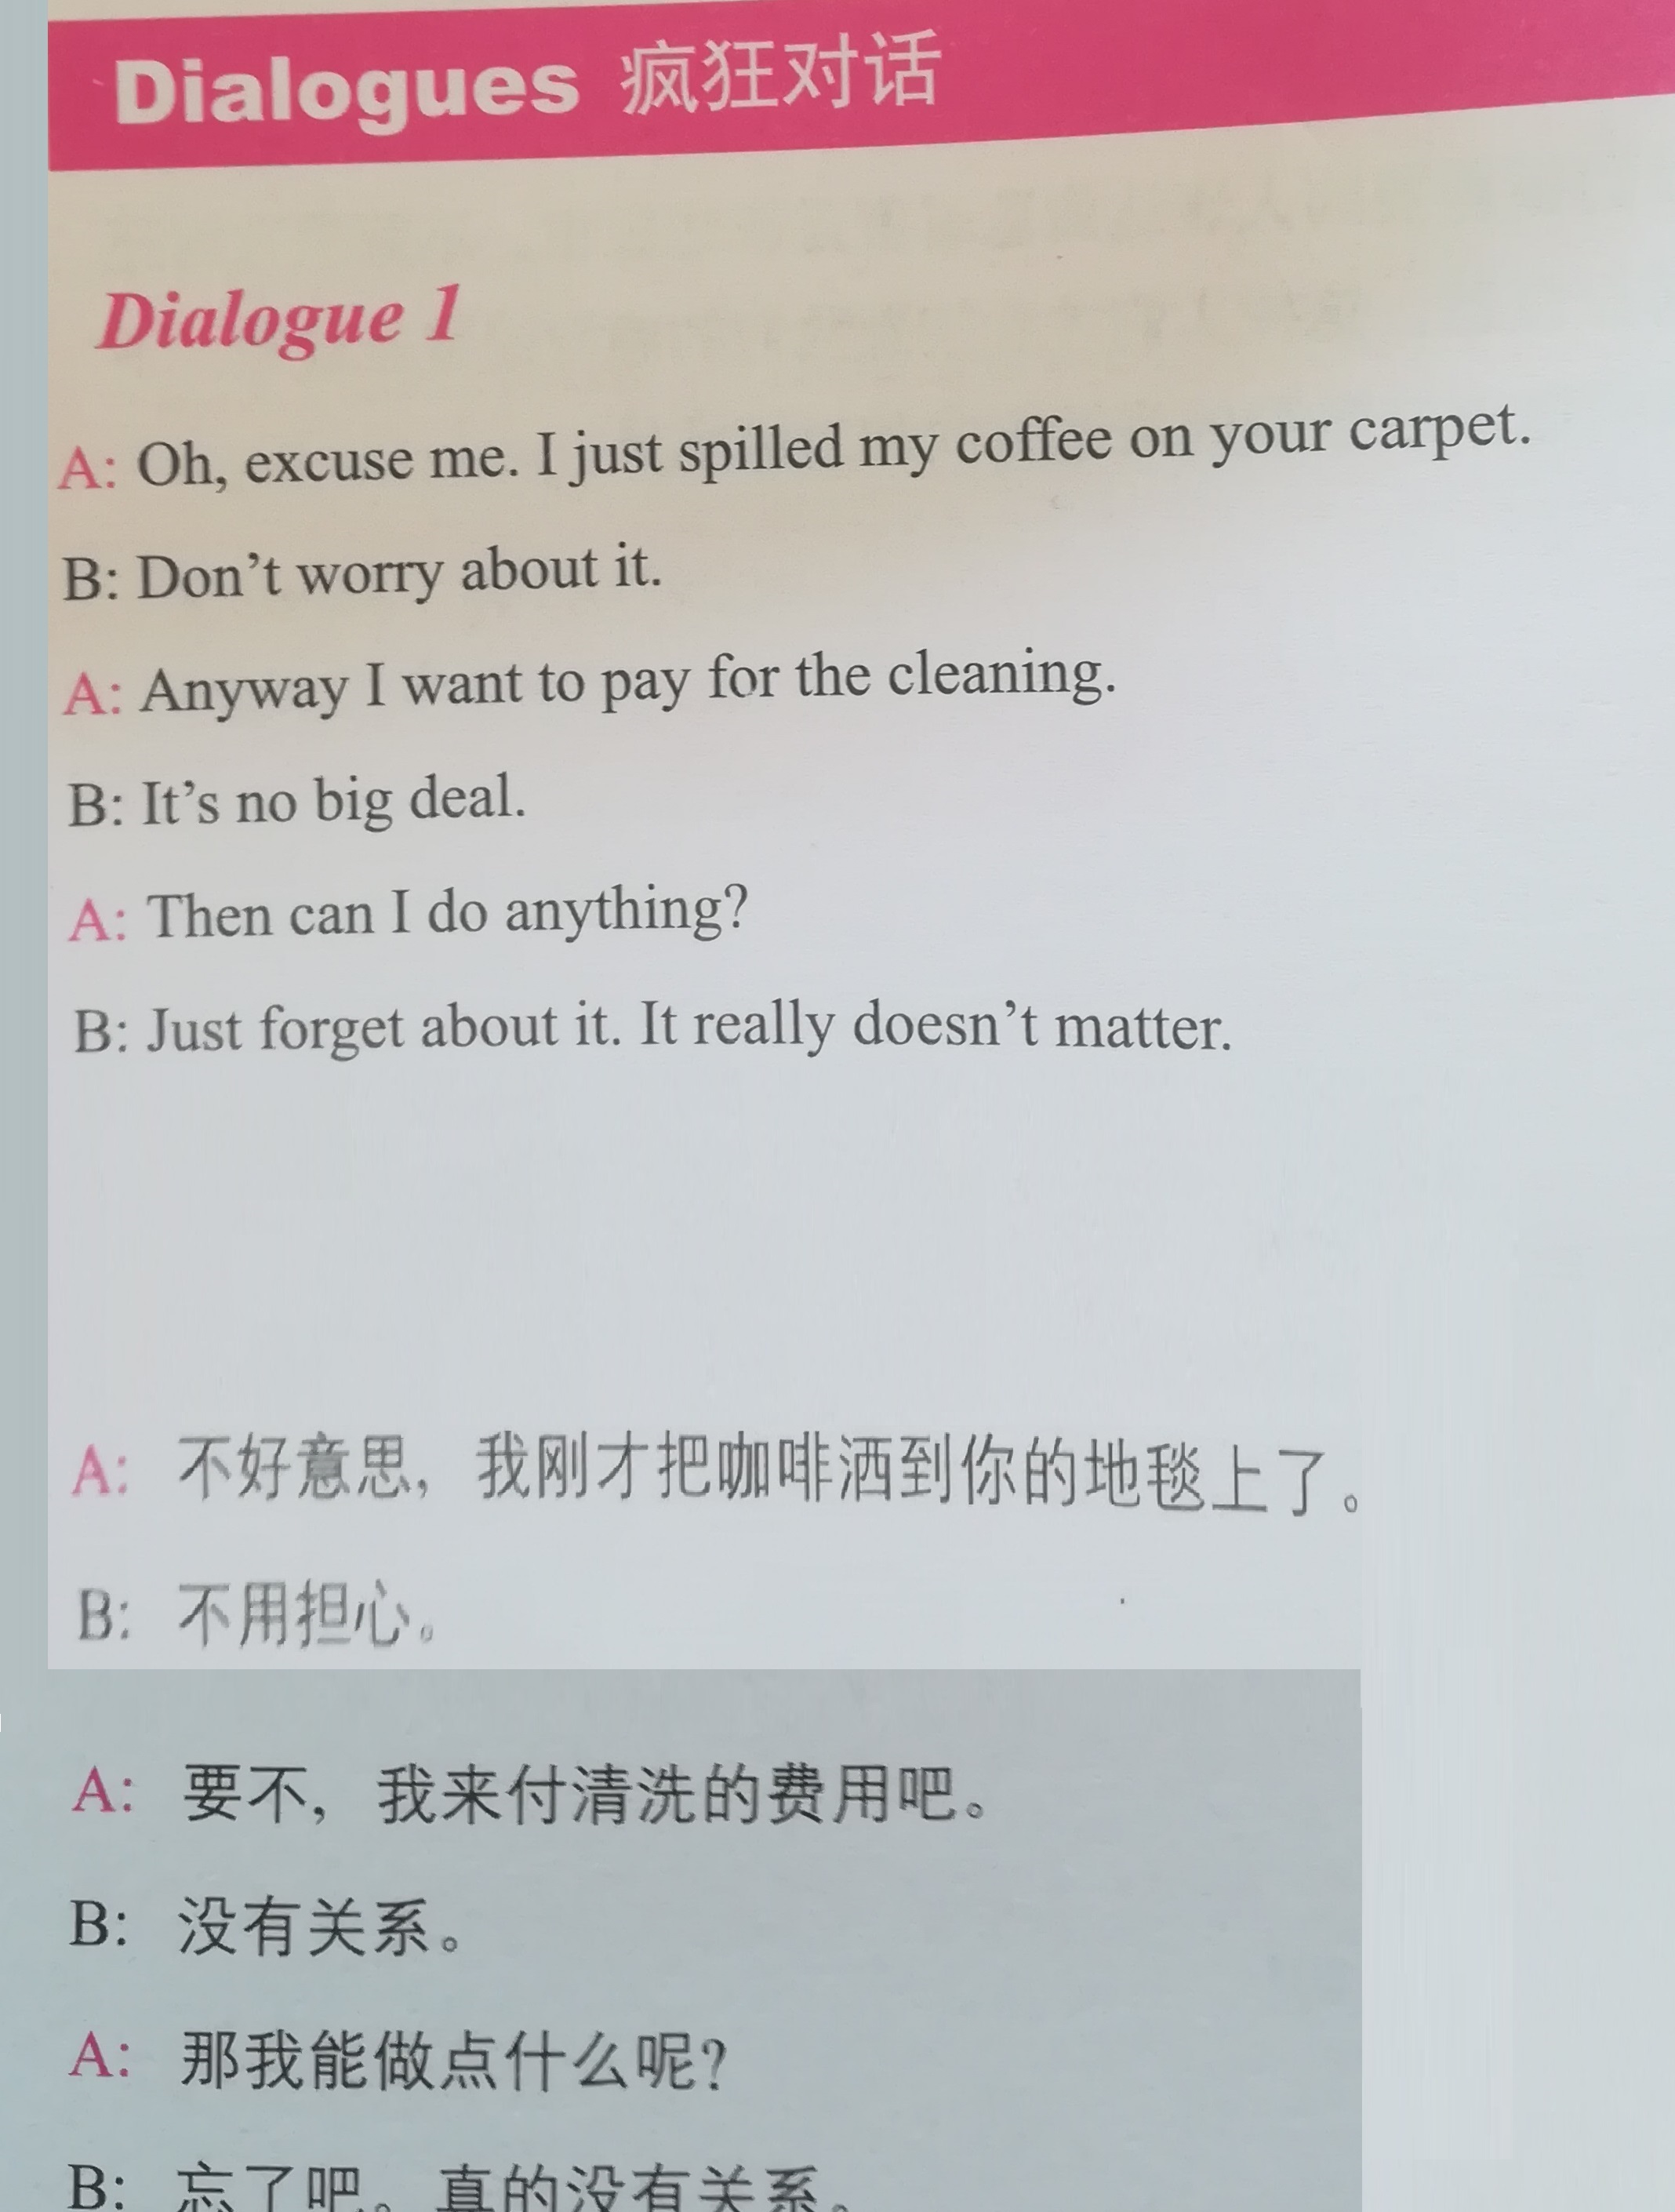 Dialogues 疯狂对话
Dialogue 1
A: Oh, excuse me. I just spilled my coffee on your carpet.
B: Don’t worry about it.
A: Anyway I want to pay for the cleaning.
B: It’s no big deal.
A: Then can I do anything?
B: Just forget about it. It really doesn’t matter.
A: 不好意思，我刚才把咖啡洒到你的地毯上了。
B: 不用担心。
A: 要不，我来付清洗的费用吧。
B: 没有关系。
A: 那我能做点什么呢？
B: 忘了吧。真的没有关系。